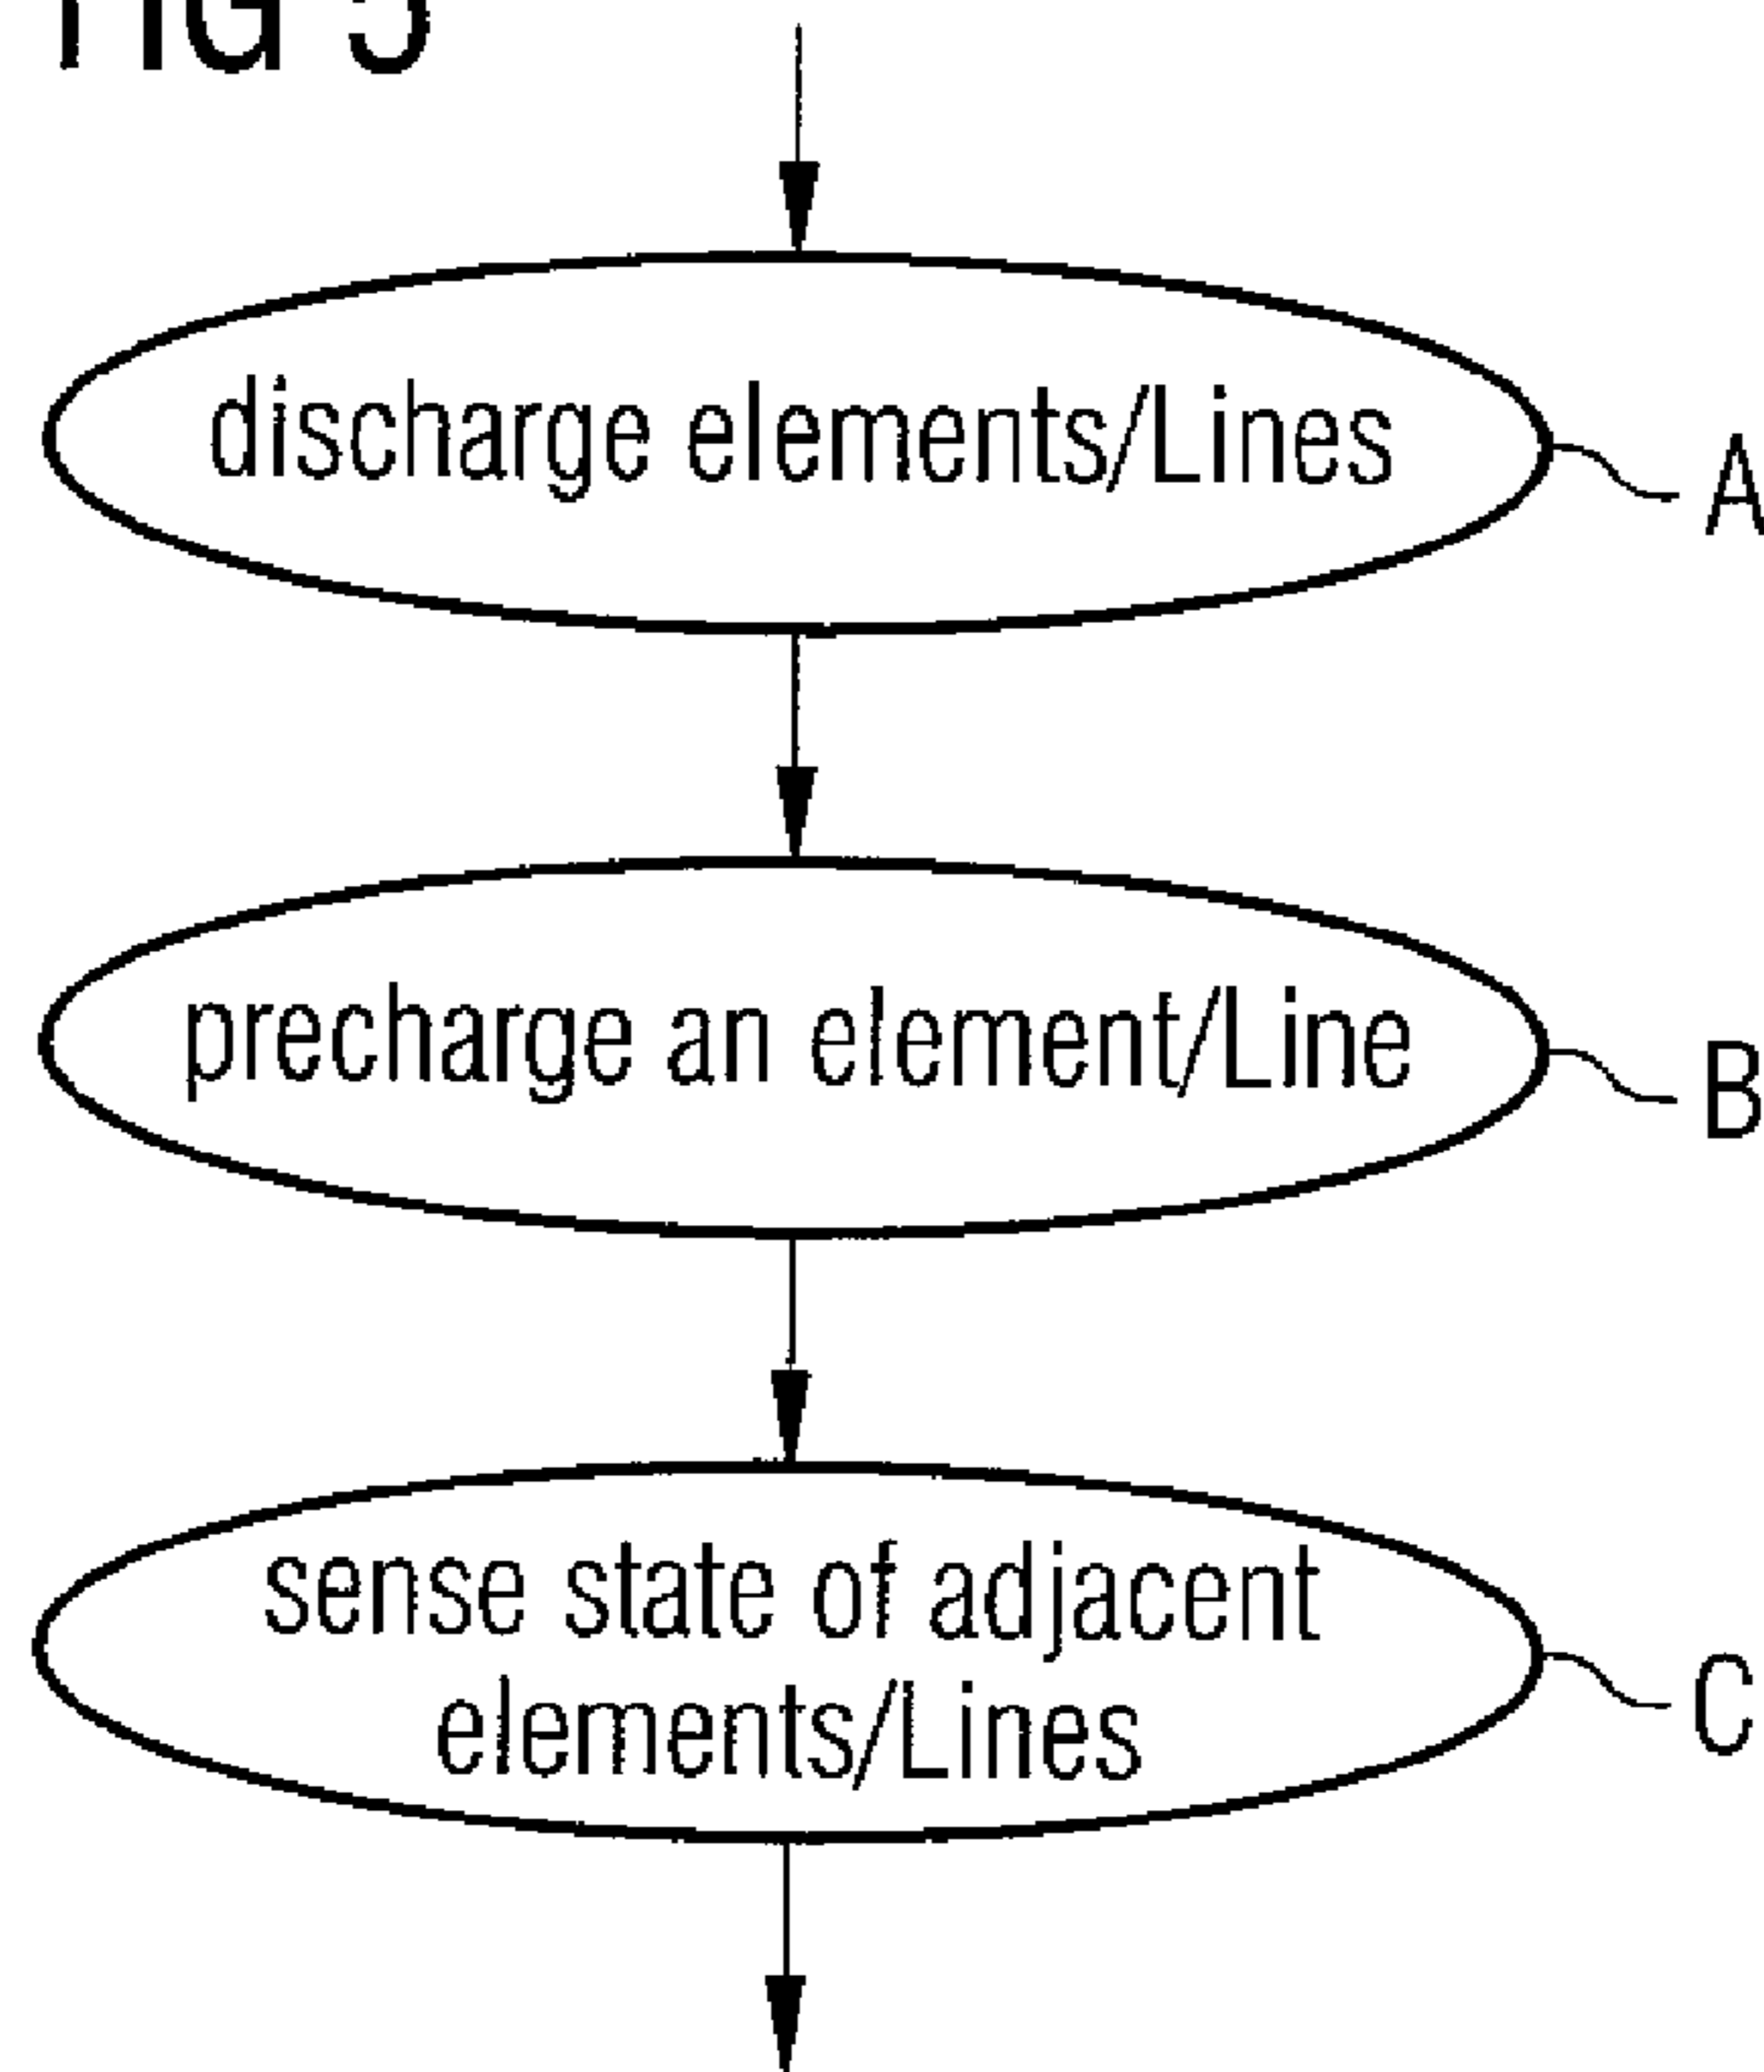 FIG 5
discharge elements/Lines
A
precharge an element/Line
B
sense state of adjacent
elements/Lines
C